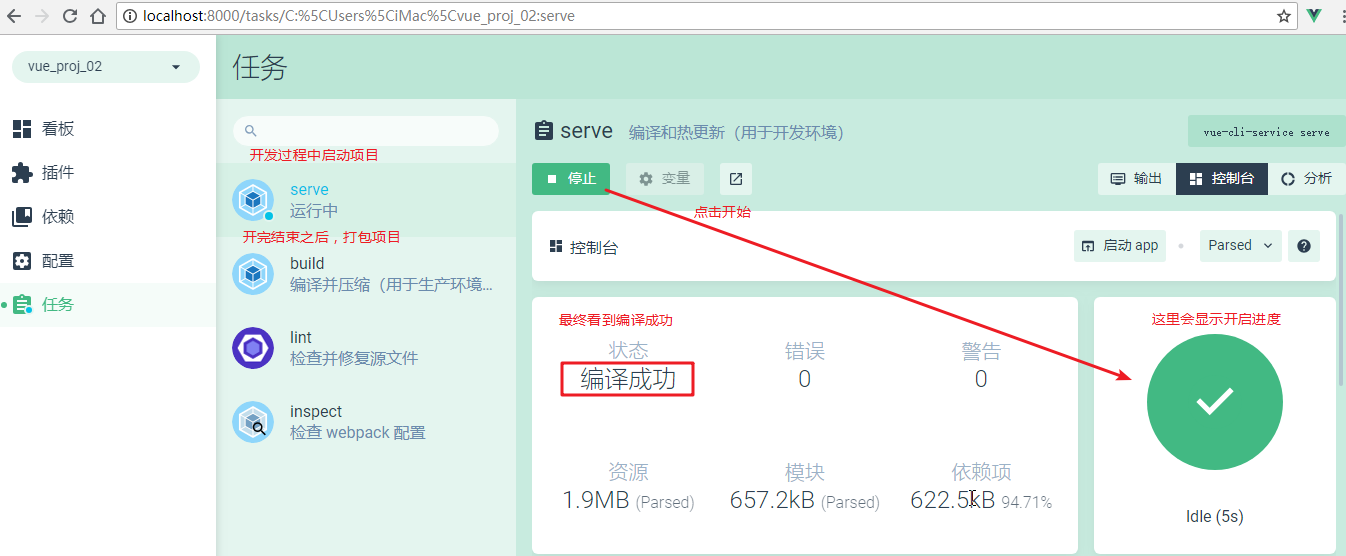 localhost:8000/tasks/C:%5CUsers%5CiMac%5Cvue_proj_02:serve
vue_proj_02
任务
看板
插件
依赖
配置
任务
开发过程中启动项目
serve
运行中
开完结束之后，打包项目
build
编译并压缩（用于生产环境...
lint
检查并修复源文件
inspect
检查 webpack 配置
serve 编译和热更新（用于开发环境） vue-cli-service serve
停止 变量 输出 控制台 分析
点击开始
控制台 启动 app Parsed
最终看到编译成功 这里会显示开启进度
状态 错误 警告
编译成功 0 0
资源 模块 依赖项
1.9MB (Parsed) 657.2kB (Parsed) 622.5kB 94.71%
Idle (5s)